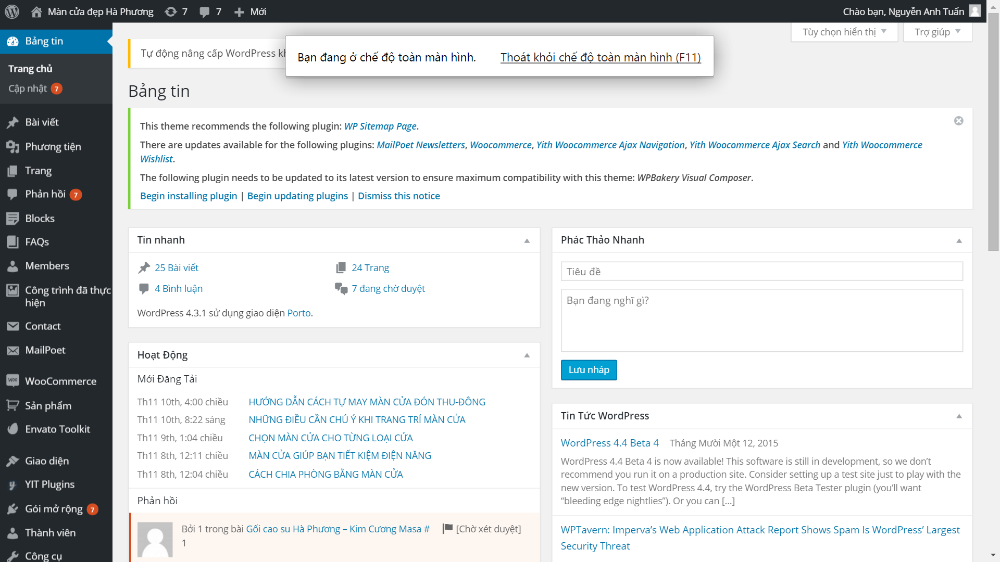 Màn cửa đẹp Hà Phương 7 7 Mới Chào bạn, Nguyễn Anh Tuấn
Tùy chọn hiển thị Trợ giúp
Bảng tin
Trang chủ
Cập nhật 7
Bài viết
Phương tiện
Trang
Phản hồi 7
Blocks
FAQs
Members
Công trình đã thực
hiện
Contact
MailPoet
WooCommerce
Sản phẩm
Envato Toolkit
Giao diện
YIT Plugins
Gói mở rộng 7
Thành viên
Công cụ
Tự động nâng cấp WordPress
Bạn đang ở chế độ toàn màn hình. Thoát khỏi chế độ toàn màn hình (F11)
Bảng tin
This theme recommends the following plugin: WP Sitemap Page.
There are updates available for the following plugins: MailPoet Newsletters, Woocommerce, Yith Woocommerce Ajax Navigation, Yith Woocommerce Ajax Search and Yith Woocommerce
Wishlist.
The following plugin needs to be updated to its latest version to ensure maximum compatibility with this theme: WPBakery Visual Composer.
Begin installing plugin | Begin updating plugins | Dismiss this notice
Tin nhanh
25 Bài viết 24 Trang
4 Bình luận 7 đang chờ duyệt
WordPress 4.3.1 sử dụng giao diện Porto.
Hoạt Động
Mới Đăng Tải
Th11 10th, 4:00 chiều HƯỚNG DẪN CÁCH TỰ MAY MÀN CỬA ĐÓN THU-ĐÔNG
Th11 10th, 8:22 sáng NHỮNG ĐIỀU CẦN CHÚ Ý KHI TRANG TRÍ MÀN CỬA
Th11 9th, 1:04 chiều CHỌN MÀN CỬA CHO TỪNG LOẠI CỬA
Th11 8th, 12:11 chiều MÀN CỬA GIÚP BẠN TIẾT KIỆM ĐIỆN NĂNG
Th11 8th, 12:04 chiều CÁCH CHIA PHÒNG BẰNG MÀN CỬA
Phản hồi
Bởi 1 trong bài Gối cao su Hà Phương – Kim Cương Masa # [Chờ xét duyệt]
1
Phác Thảo Nhanh
Tiêu đề
Bạn đang nghĩ gì?
Lưu nháp
Tin Tức WordPress
WordPress 4.4 Beta 4 Tháng Mười Một 12, 2015
WordPress 4.4 Beta 4 is now available! This software is still in development, so we don’t
recommend you run it on a production site. Consider setting up a test site just to play with the
new version. To test WordPress 4.4, try the WordPress Beta Tester plugin (you’ll want
“bleeding edge nightlies”). Or you can […]
WPTavern: Imperva’s Web Application Attack Report Shows Spam Is WordPress’ Largest
Security Threat